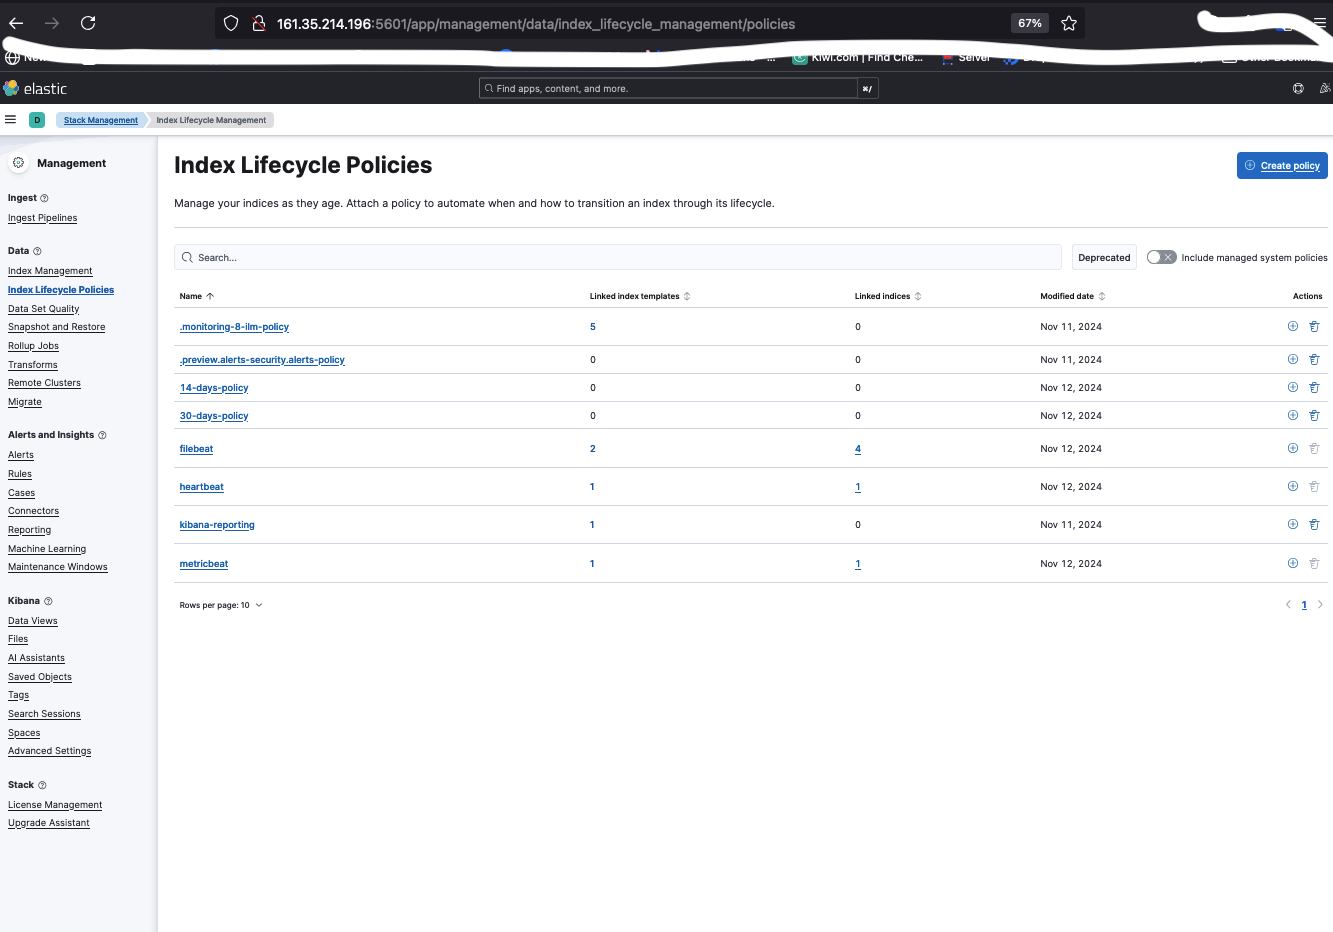 161.35.214.196:5601/app/management/data/index_lifecycle_management/policies 67%
Kiwi.com | Find Che...
elastic Find apps, content, and more. ⌘/
D Stack Management Index Lifecycle Management
Management
Ingest
Ingest Pipelines
Data
Index Management
Index Lifecycle Policies
Data Set Quality
Snapshot and Restore
Rollup Jobs
Transforms
Remote Clusters
Migrate
Alerts and Insights
Alerts
Rules
Cases
Connectors
Reporting
Machine Learning
Maintenance Windows
Kibana
Data Views
Files
AI Assistants
Saved Objects
Tags
Search Sessions
Spaces
Advanced Settings
Stack
License Management
Upgrade Assistant
Index Lifecycle Policies
Create policy
Manage your indices as they age. Attach a policy to automate when and how to transition an index through its lifecycle.
Search... Deprecated Include managed system policies
Name Linked index templates Linked indices Modified date Actions
.monitoring-8-ilm-policy 5 0 Nov 11, 2024
.preview.alerts-security.alerts-policy 0 0 Nov 11, 2024
14-days-policy 0 0 Nov 12, 2024
30-days-policy 0 0 Nov 12, 2024
filebeat 2 4 Nov 12, 2024
heartbeat 1 1 Nov 12, 2024
kibana-reporting 1 0 Nov 11, 2024
metricbeat 1 1 Nov 12, 2024
Rows per page: 10 1